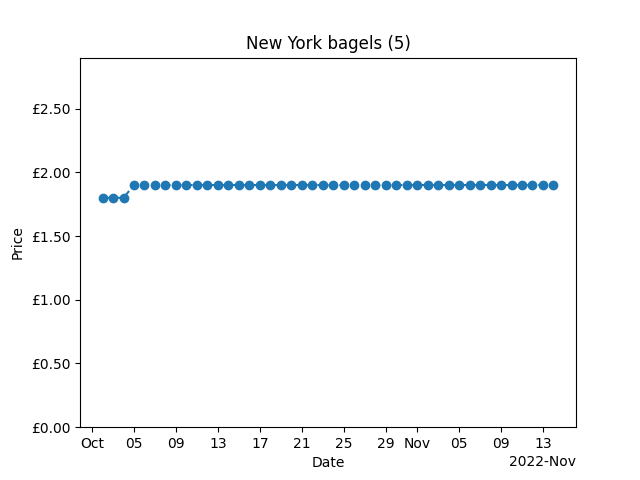 New York bagels (5)
£2.50
£2.00
£1.50
£1.00
£0.50
£0.00
Price
Oct 05 09 13 17 21 25 29 Nov 05 09 13
Date
2022-Nov